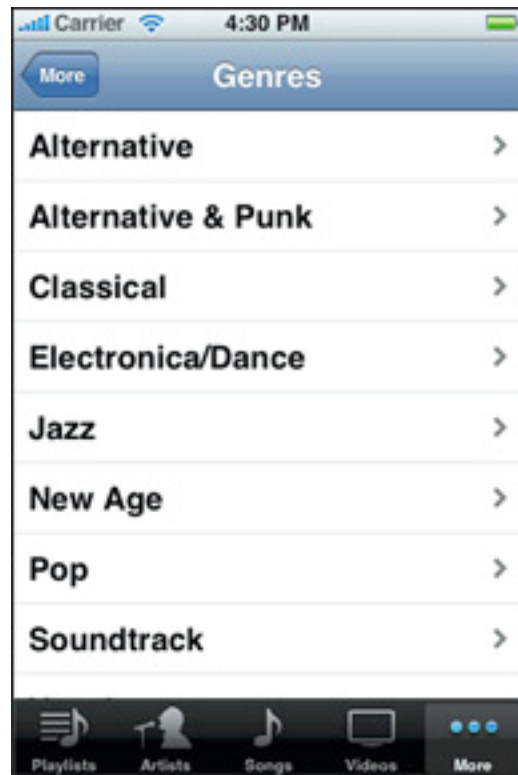 Carrier 4:30 PM
More Genres
Alternative
Alternative & Punk
Classical
Electronica/Dance
Jazz
New Age
Pop
Soundtrack
Playlists Artists Songs Videos More